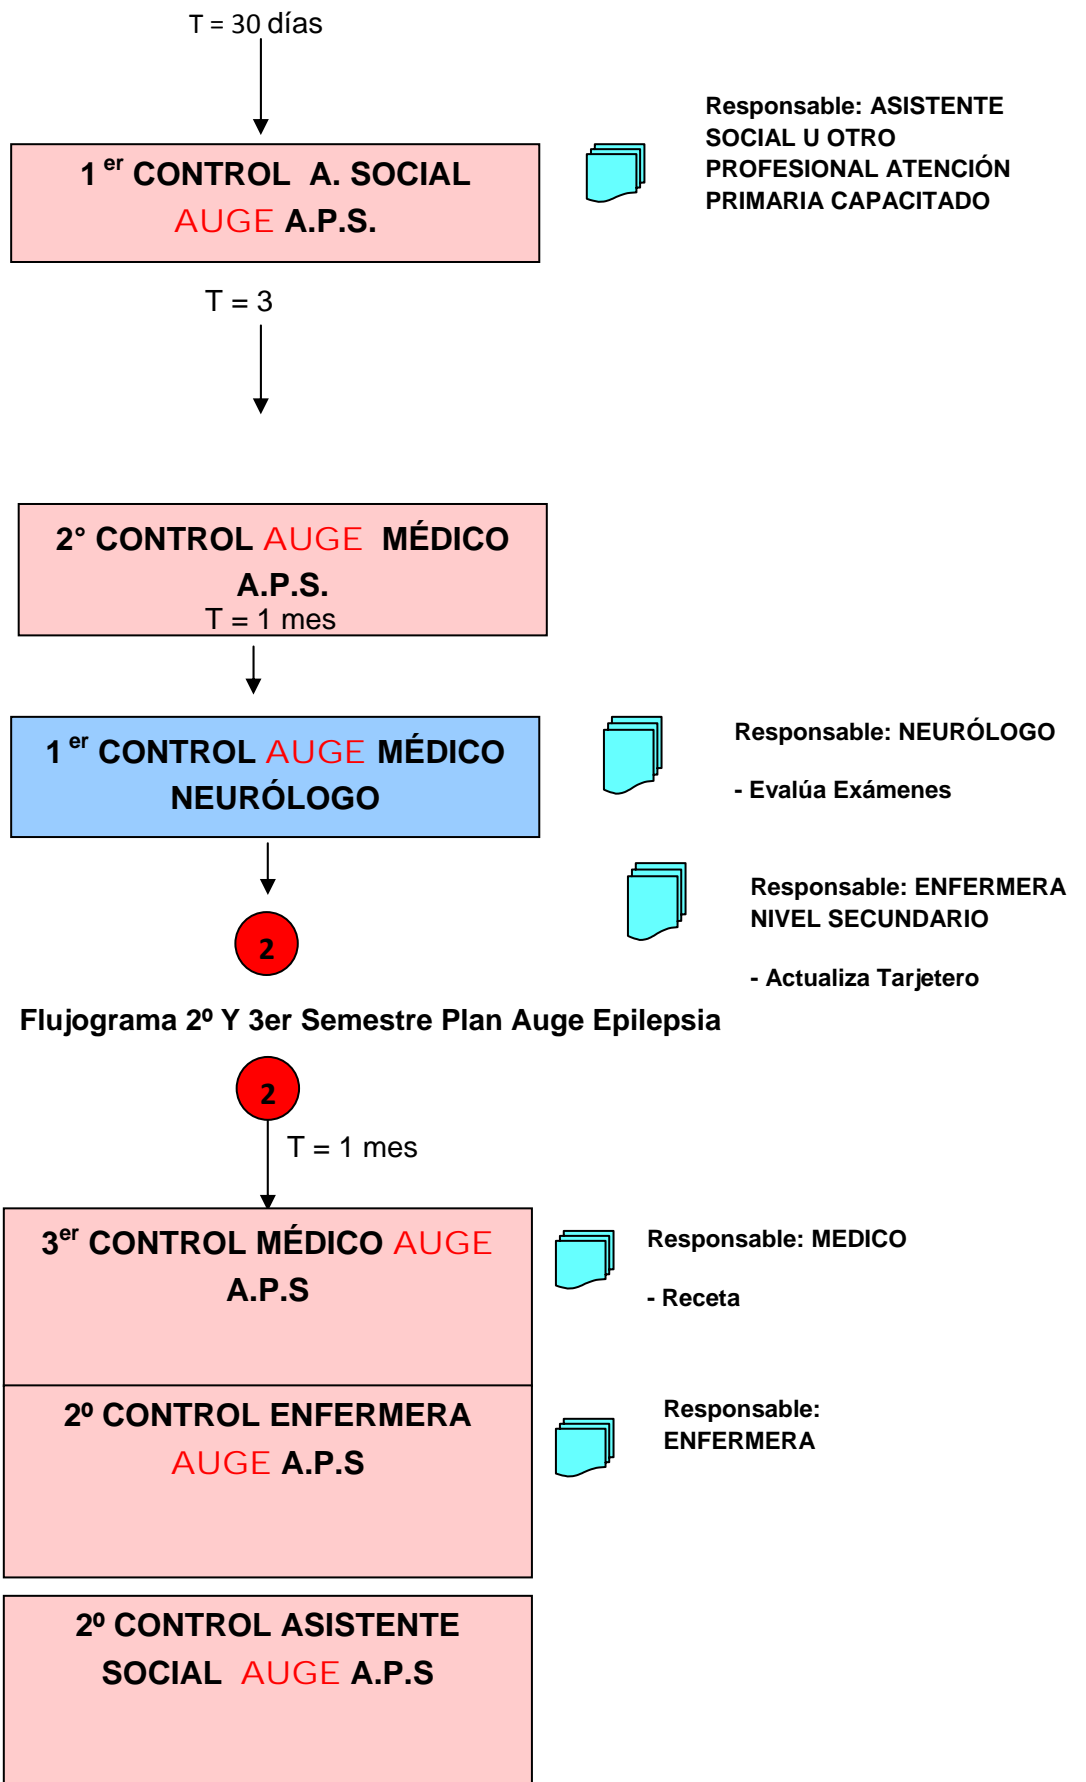 T = 30 días
Responsable: ASISTENTE
SOCIAL U OTRO
PROFESIONAL ATENCIÓN
PRIMARIA CAPACITADO
1 er CONTROL A. SOCIAL
AUGE A.P.S.
T = 3
2° CONTROL AUGE MÉDICO
A.P.S.
T = 1 mes
1 er CONTROL AUGE MÉDICO
NEURÓLOGO
Responsable: NEURÓLOGO
- Evalúa Exámenes
Responsable: ENFERMERA
NIVEL SECUNDARIO
- Actualiza Tarjetero
2
Flujograma 2º Y 3er Semestre Plan Auge Epilepsia
2
T = 1 mes
3er CONTROL MÉDICO AUGE
A.P.S
Responsable: MEDICO
- Receta
2º CONTROL ENFERMERA
AUGE A.P.S
Responsable:
ENFERMERA
2º CONTROL ASISTENTE
SOCIAL AUGE A.P.S